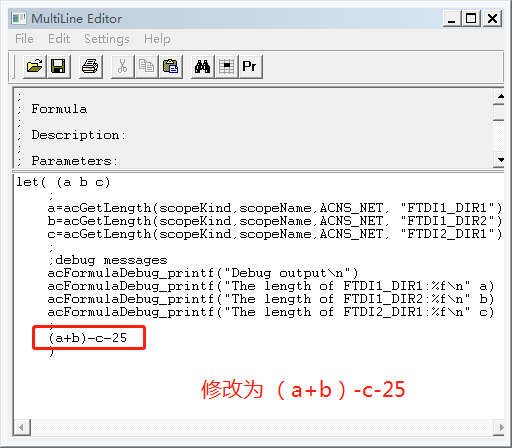 MultiLine Editor
File Edit Settings Help
Pr
;
; Formula
;
; Description:
;
; Parameters:
let( (a b c)
;
a=acGetLength(scopeKind,scopeName,ACNS_NET, "FTDI1_DIR1")
b=acGetLength(scopeKind,scopeName,ACNS_NET, "FTDI1_DIR2")
c=acGetLength(scopeKind,scopeName,ACNS_NET, "FTDI2_DIR1")
;
;debug messages
acFormulaDebug_printf("Debug output\n")
acFormulaDebug_printf("The length of FTDI1_DIR1:%f\n" a)
acFormulaDebug_printf("The length of FTDI1_DIR2:%f\n" b)
acFormulaDebug_printf("The length of FTDI2_DIR1:%f\n" c)
;
(a+b)-c-25
)
修改为（a+b）-c-25